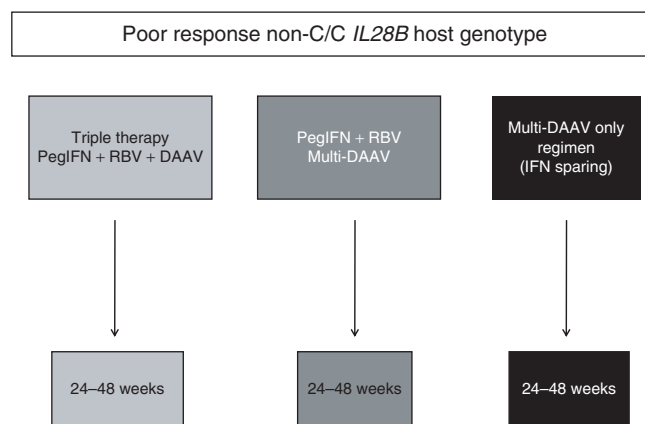 Poor response non-C/C IL28B host genotype
Triple therapy
PegIFN + RBV + DAAV
PegIFN + RBV
Multi-DAAV
Multi-DAAV only
regimen
(IFN sparing)
24–48 weeks
24–48 weeks
24–48 weeks